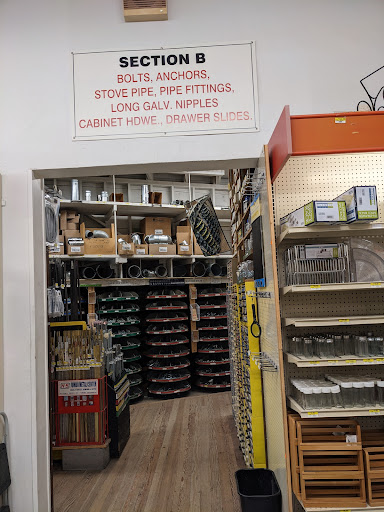 SECTION B
BOLTS, ANCHORS,
STOVE PIPE, PIPE FITTINGS,
LONG GALV. NIPPLES
CABINET HDWE., DRAWER SLIDES.